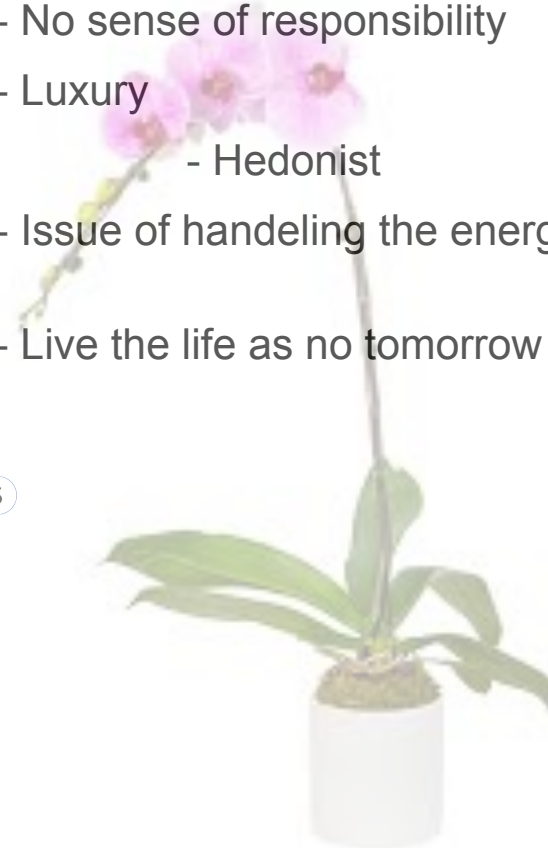 - No sense of responsibility
- Luxury
- Hedonist
- Issue of handeling the energ
- Live the life as no tomorrow